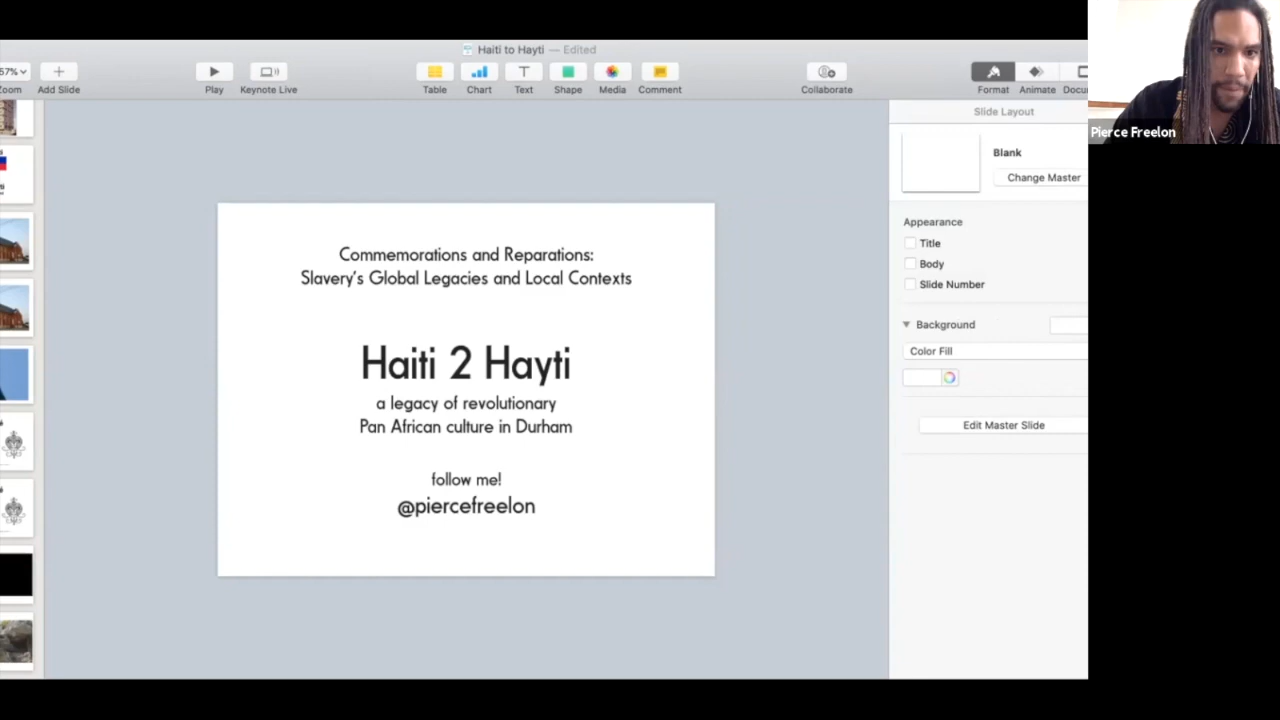 Haiti to Hayti — Edited
57%
Zoom
Add Slide
Play
Keynote Live
Table
Chart
Text
Shape
Media
Comment
Collaborate
Format
Animate
Docu
Slide Layout
Blank
Change Master
Appearance
Title
Body
Slide Number
Background
Color Fill
Edit Master Slide
Commemorations and Reparations:
Slavery's Global Legacies and Local Contexts
Haiti 2 Hayti
a legacy of revolutionary
Pan African culture in Durham
follow me!
@piercefreelon
Pierce Freelon